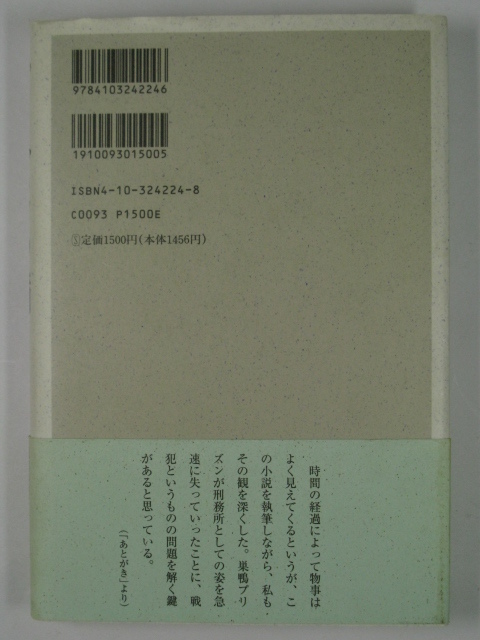 9784103242246
1910093015005
ISBN4-10-324224-8
C0093 P1500E
①定価1500円(本体1456円)
時間の経過によって物事は
よく見えてくるというが、こ
の小説を執筆しながら、私も
その観を深くした。巣鴨プリ
ズンが刑務所としての姿を急
速に失っていったことに、戦
犯というものの問題を解く鍵
があると思っている。
(「あとがき」より)